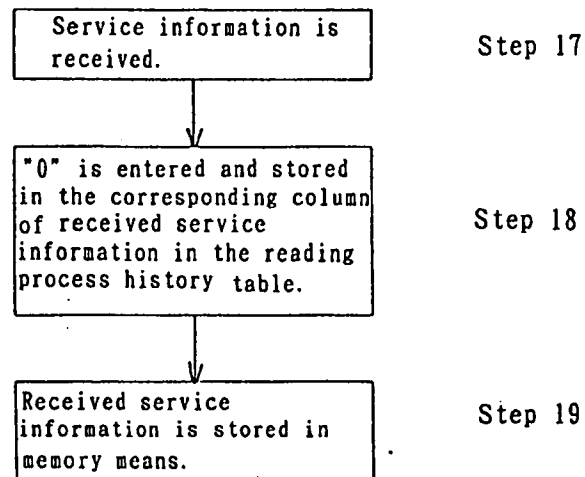 Service information is
received.
Step 17
"0" is entered and stored
in the corresponding column
of received service
information in the reading
process history table.
Step 18
Received service
information is stored in
memory means.
Step 19